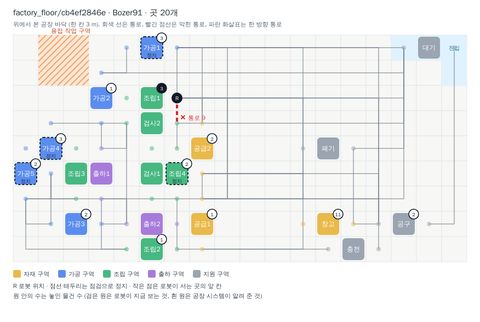 factory_floor/cb4ef2846e · Bozer91 · 곳 20개
위에서 본 공장 바닥 (한 칸 3 m). 회색 선은 통로, 빨간 점선은 막힌 통로, 파란 화살표는 한 방향 통로
용접 작업 구역
가공1
3
대기
가공2
1
조립1
3
R
검사2
✕ 통로
가공4
3
공급2
2
폐기
가공5
조립3
출하1
검사1
조립4
2
가공3
2
출하2
공급1
1
창고
11
공구
2
조립2
1
충전
자재 구역
가공 구역
조립 구역
출하 구역
지원 구역
R 로봇 위치 · 점선 테두리는 점검으로 정지 · 작은 점은 로봇이 서는 곳의 앞 칸
원 안의 수는 놓인 물건 수 (검은 원은 로봇이 지금 보는 것, 흰 원은 공장 시스템이 알려 준 것)